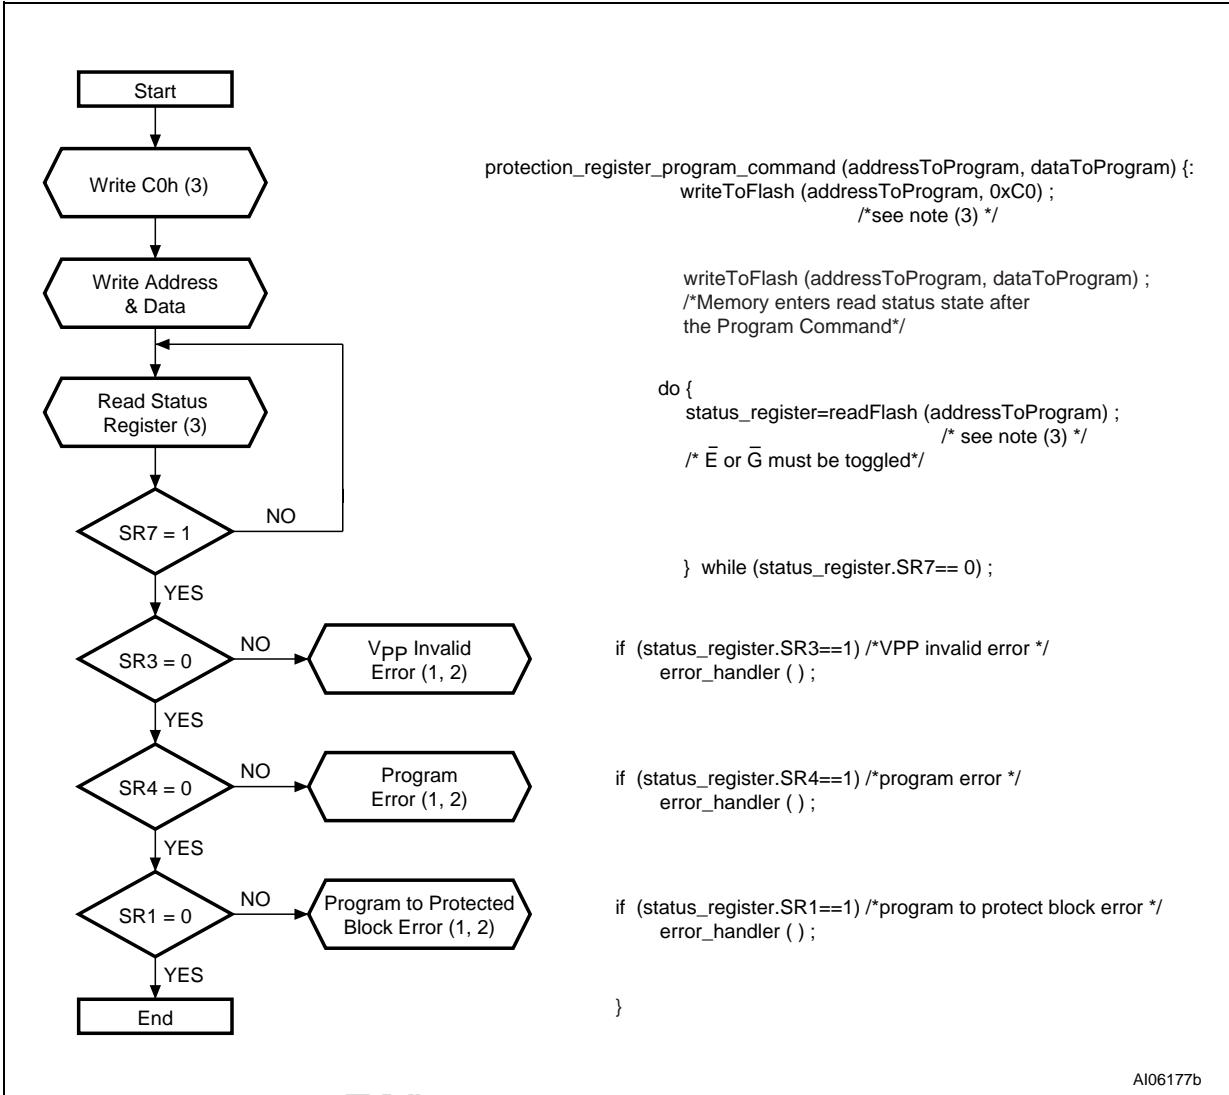 Start
Write C0h (3)
protection_register_program_command (addressToProgram, dataToProgram) {:
writeToFlash (addressToProgram, 0xC0) ;
/*see note (3) */
Write Address
& Data
writeToFlash (addressToProgram, dataToProgram) ;
/*Memory enters read status state after
the Program Command*/
Read Status
Register (3)
do {
status_register=readFlash (addressToProgram) ;
/* see note (3) */
/* E̅ or G̅ must be toggled*/
SR7 = 1
NO
} while (status_register.SR7== 0) ;
YES
SR3 = 0
NO
VPP Invalid
Error (1, 2)
if (status_register.SR3==1) /*VPP invalid error */
error_handler ( ) ;
YES
SR4 = 0
NO
Program
Error (1, 2)
if (status_register.SR4==1) /*program error */
error_handler ( ) ;
YES
SR1 = 0
NO
Program to Protected
Block Error (1, 2)
if (status_register.SR1==1) /*program to protect block error */
error_handler ( ) ;
YES
End
}
AI06177b